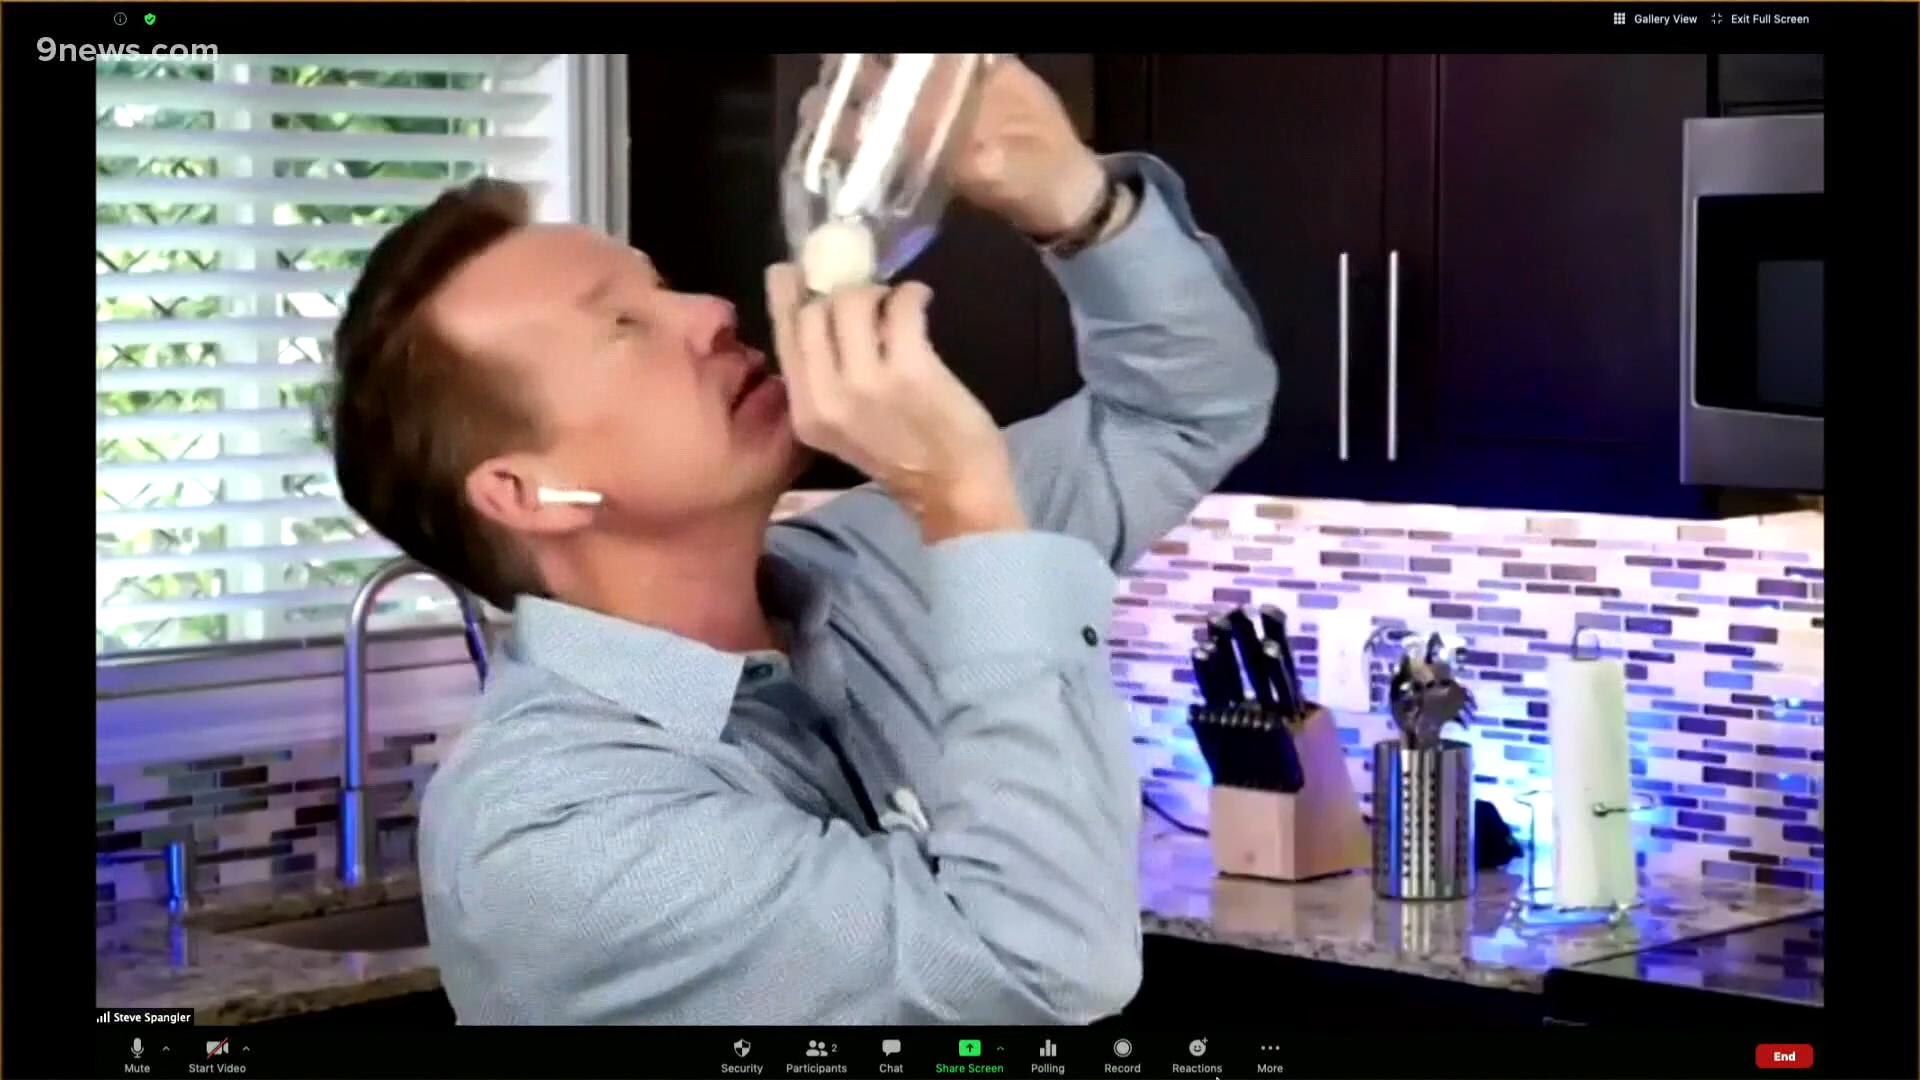 Gallery View Exit Full Screen
9news.com
Steve Spangler
Mute Start Video Security Participants 2 Chat Share Screen Polling Record Reactions More End